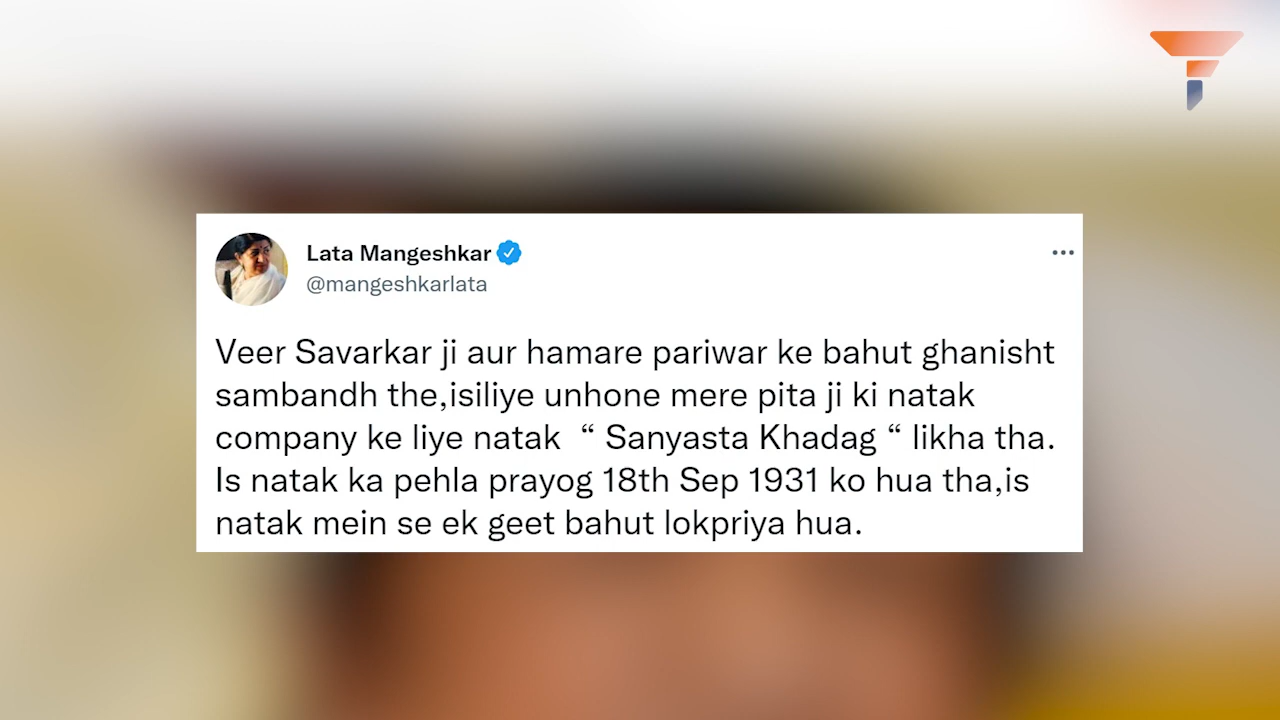 Lata Mangeshkar
@mangeshkarlata
Veer Savarkar ji aur hamare pariwar ke bahut ghanisht
sambandh the,isiliye unhone mere pita ji ki natak
company ke liye natak “ Sanyasta Khadag “ likha tha.
Is natak ka pehla prayog 18th Sep 1931 ko hua tha,is
natak mein se ek geet bahut lokpriya hua.